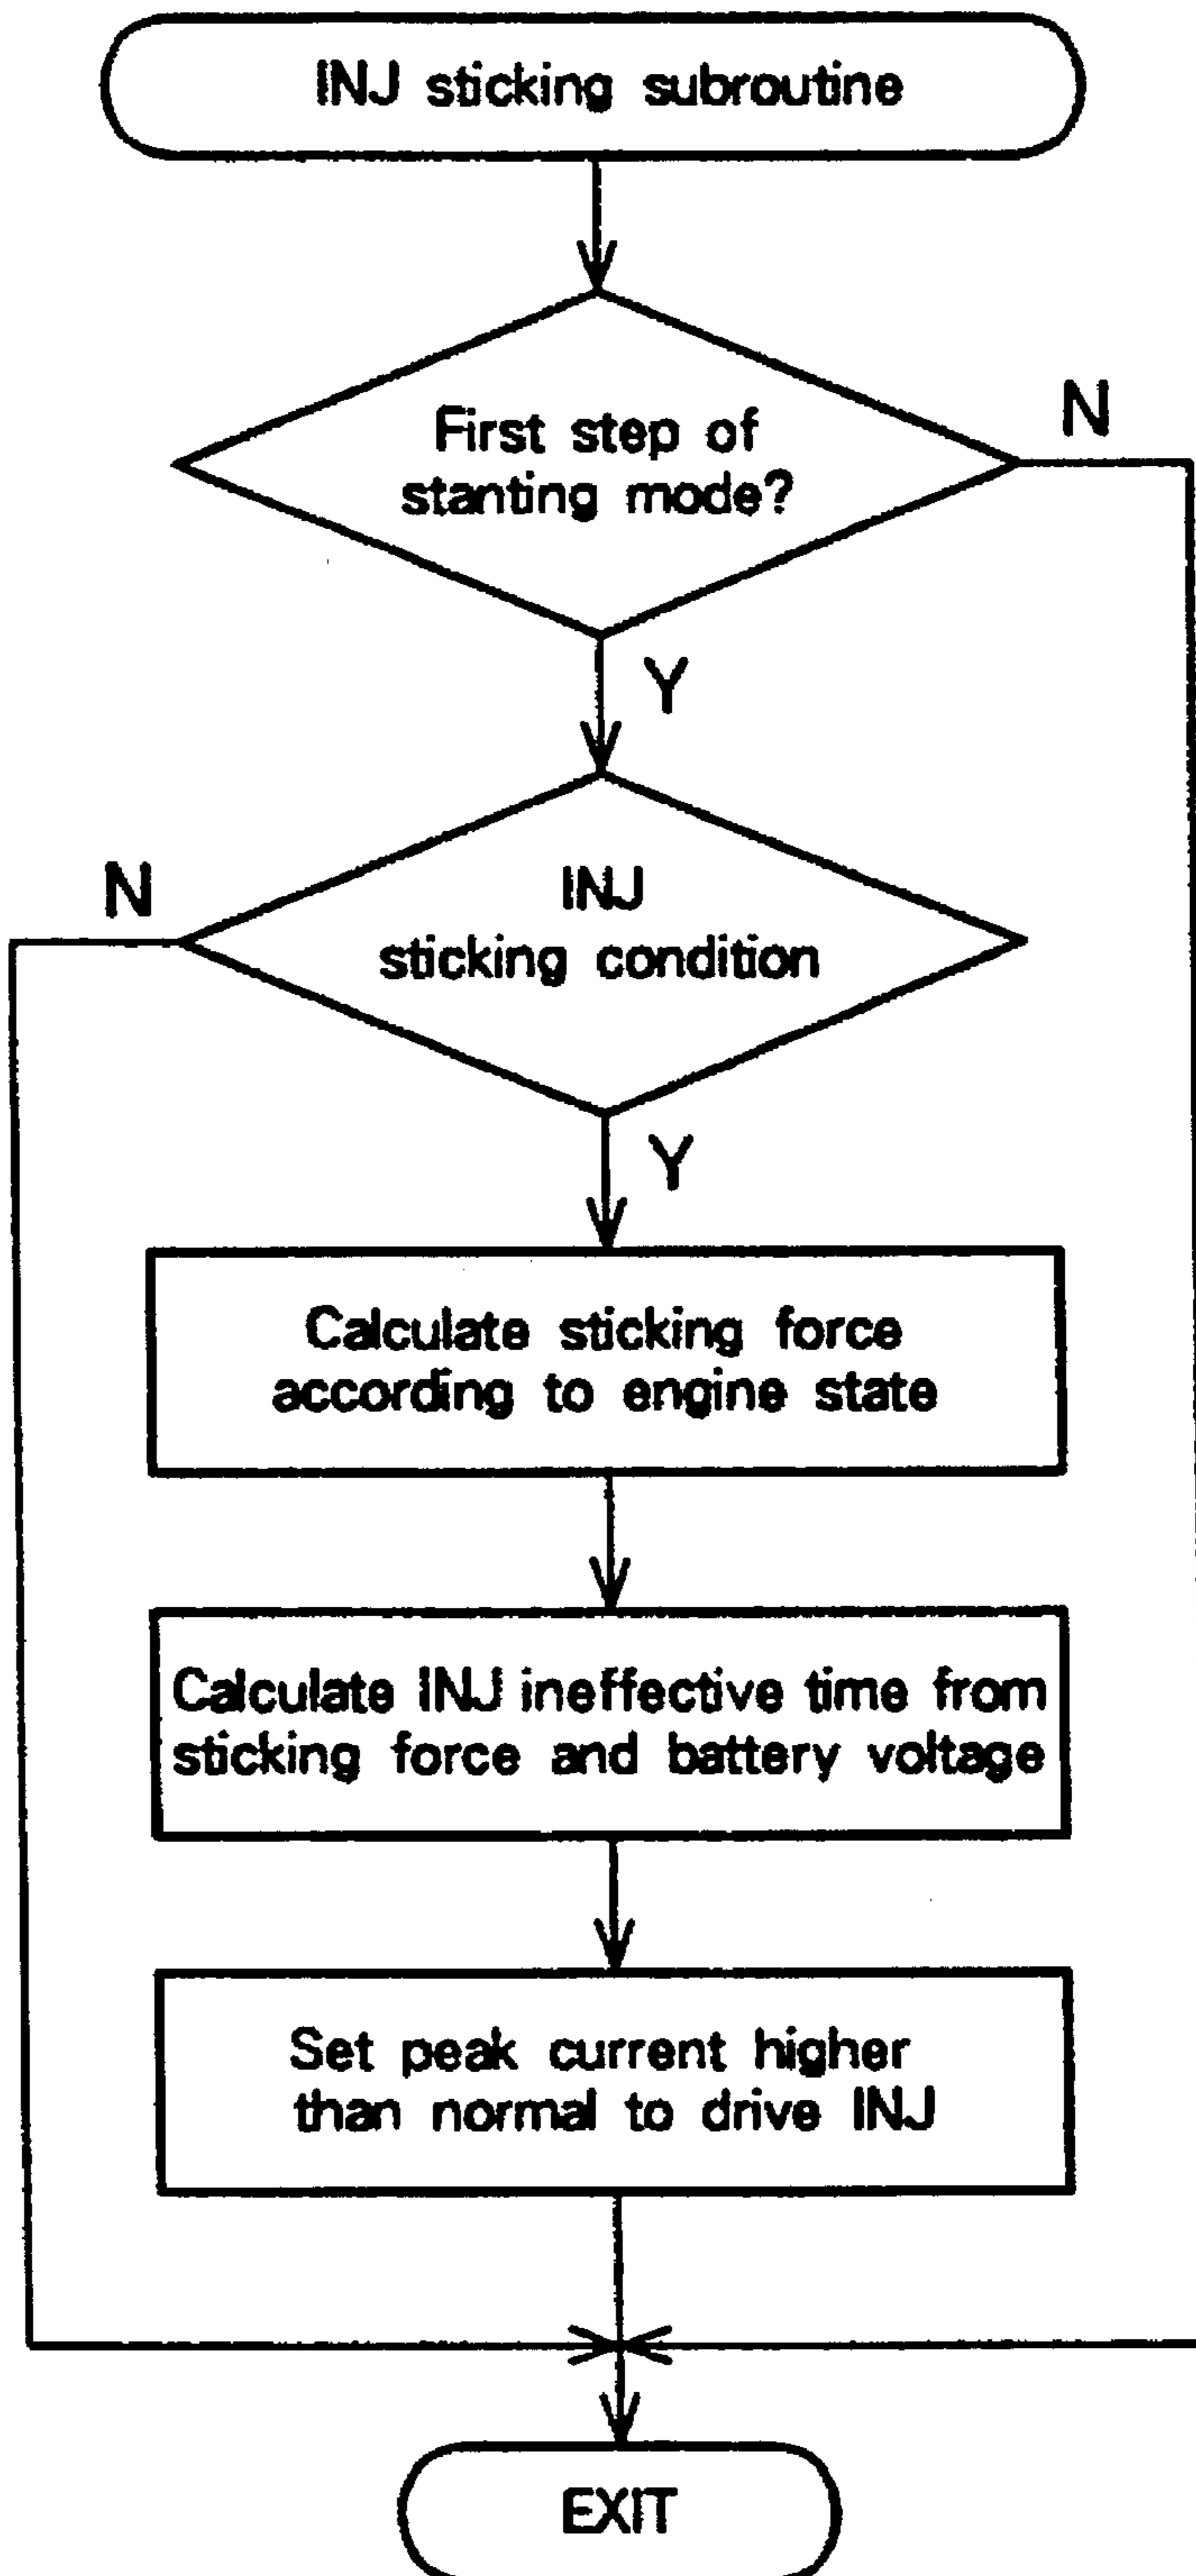 INJ sticking subroutine
First step of
stanting mode?
N
Y
INJ
sticking condition
N
Y
Calculate sticking force
according to engine state
Calculate INJ ineffective time from
sticking force and battery voltage
Set peak current higher
than normal to drive INJ
EXIT